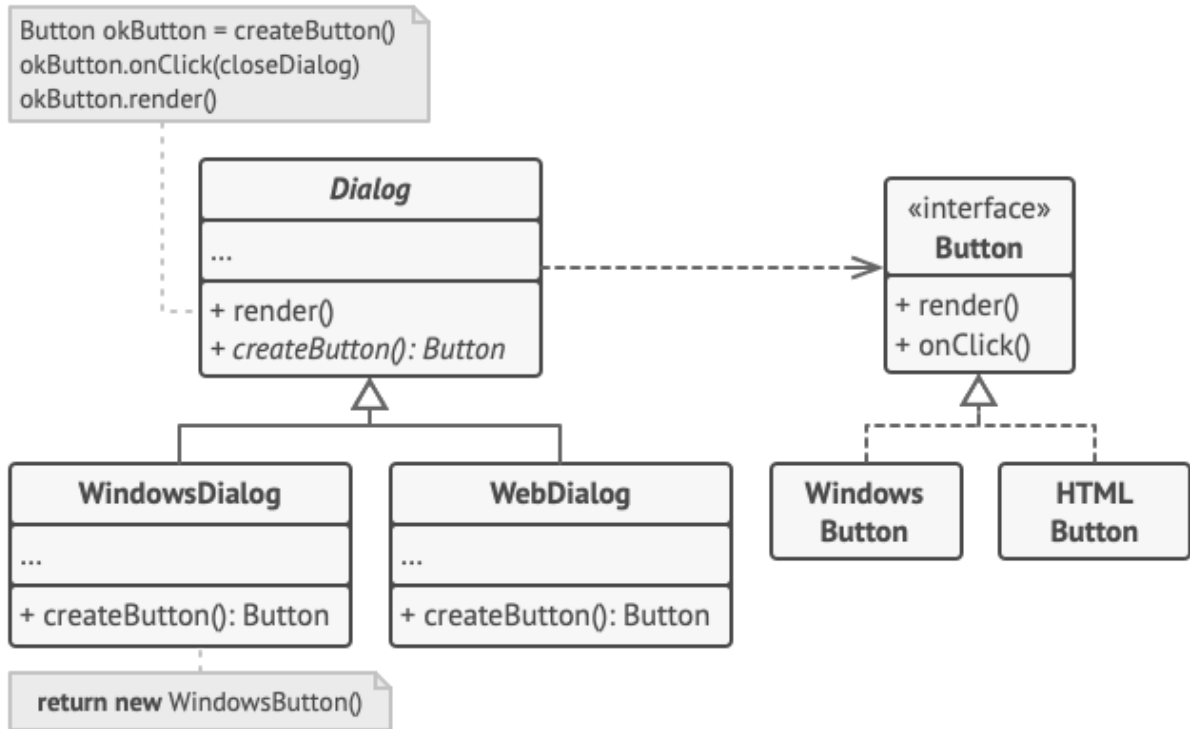 Button okButton = createButton()
okButton.onClick(closeDialog)
okButton.render()
Dialog
...
+ render()
+ createButton(): Button
«interface»
Button
+ render()
+ onClick()
WindowsDialog
...
+ createButton(): Button
WebDialog
...
+ createButton(): Button
Windows
Button
HTML
Button
return new WindowsButton()